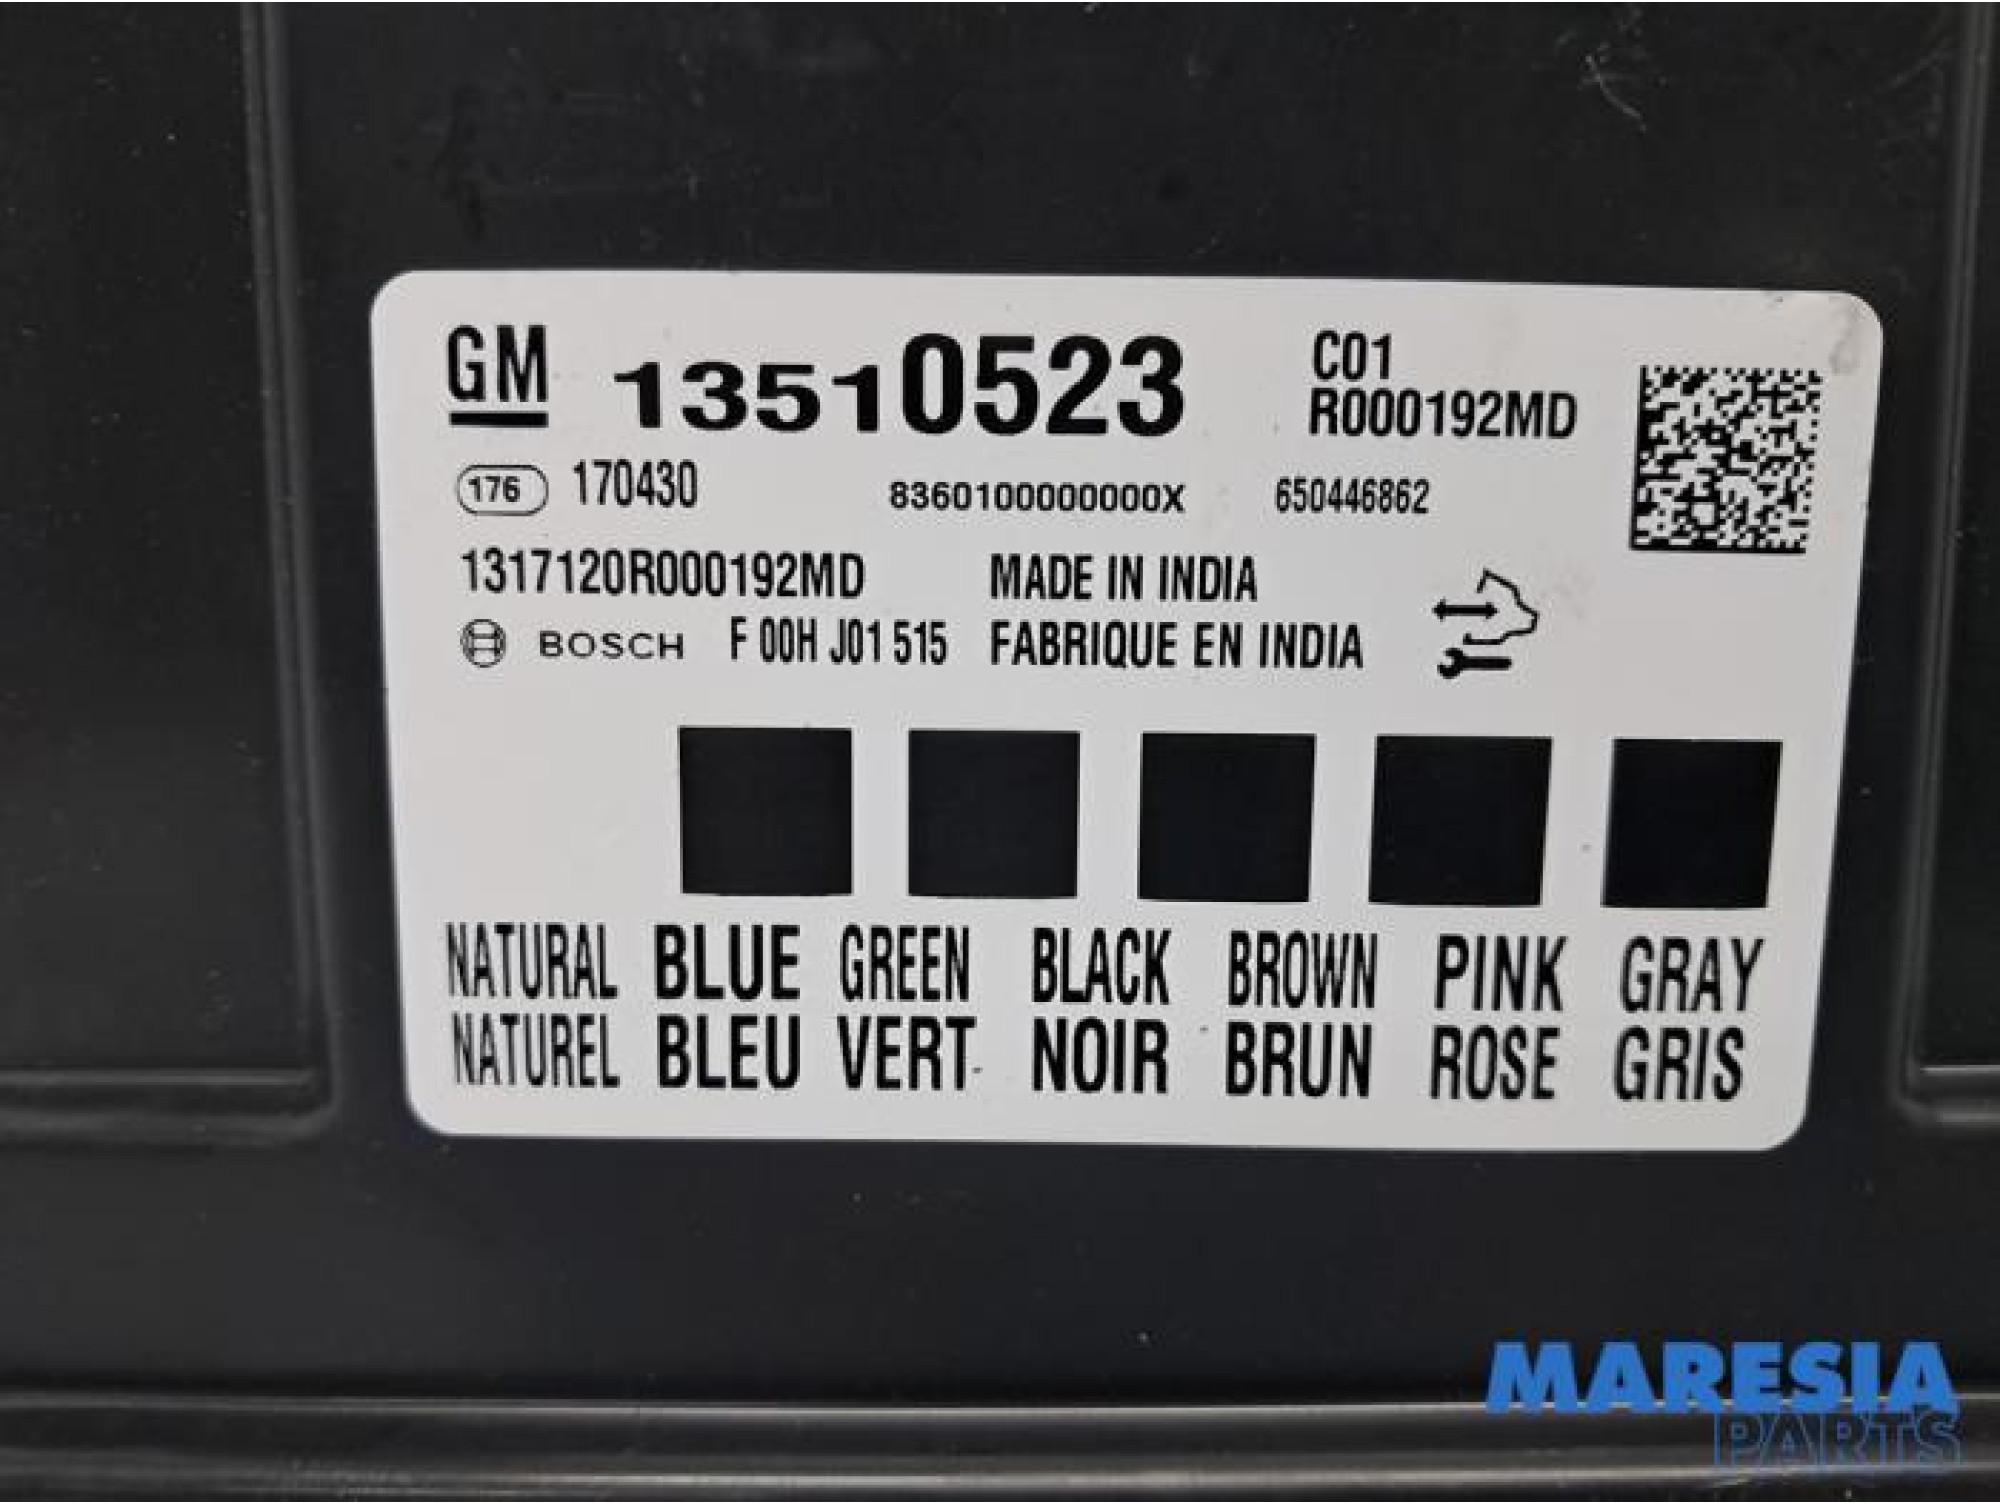 GM 13510523 C01
R000192MD
176 170430 8360100000000X 650446862
1317120R000192MD MADE IN INDIA
BOSCH F 00H J01 515 FABRIQUE EN INDIA
NATURAL BLUE GREEN BLACK BROWN PINK GRAY
NATUREL BLEU VERT NOIR BRUN ROSE GRIS
MARESIA
PARTS